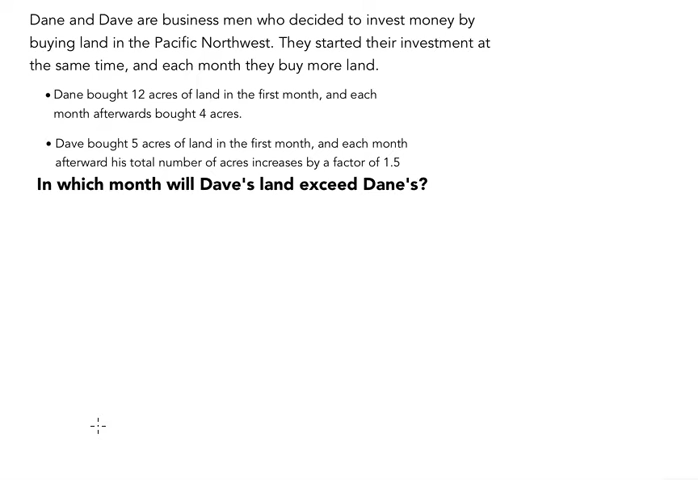 Dane and Dave are business men who decided to invest money by
buying land in the Pacific Northwest. They started their investment at
the same time, and each month they buy more land.
• Dane bought 12 acres of land in the first month, and each
month afterwards bought 4 acres.
• Dave bought 5 acres of land in the first month, and each month
afterward his total number of acres increases by a factor of 1.5
In which month will Dave's land exceed Dane's?